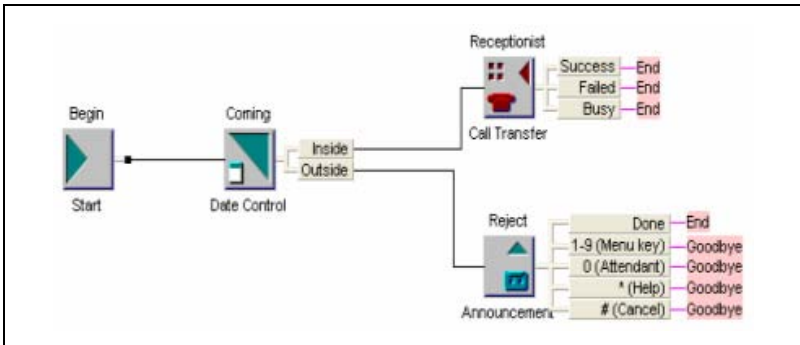 Receptionist
Success End
Failed End
Busy End
Call Transfer
Begin
Start
Coming
Inside
Outside
Date Control
Reject
Done End
1-9 (Menu key) Goodbye
0 (Attendant) Goodbye
* (Help) Goodbye
# (Cancel) Goodbye
Announcement